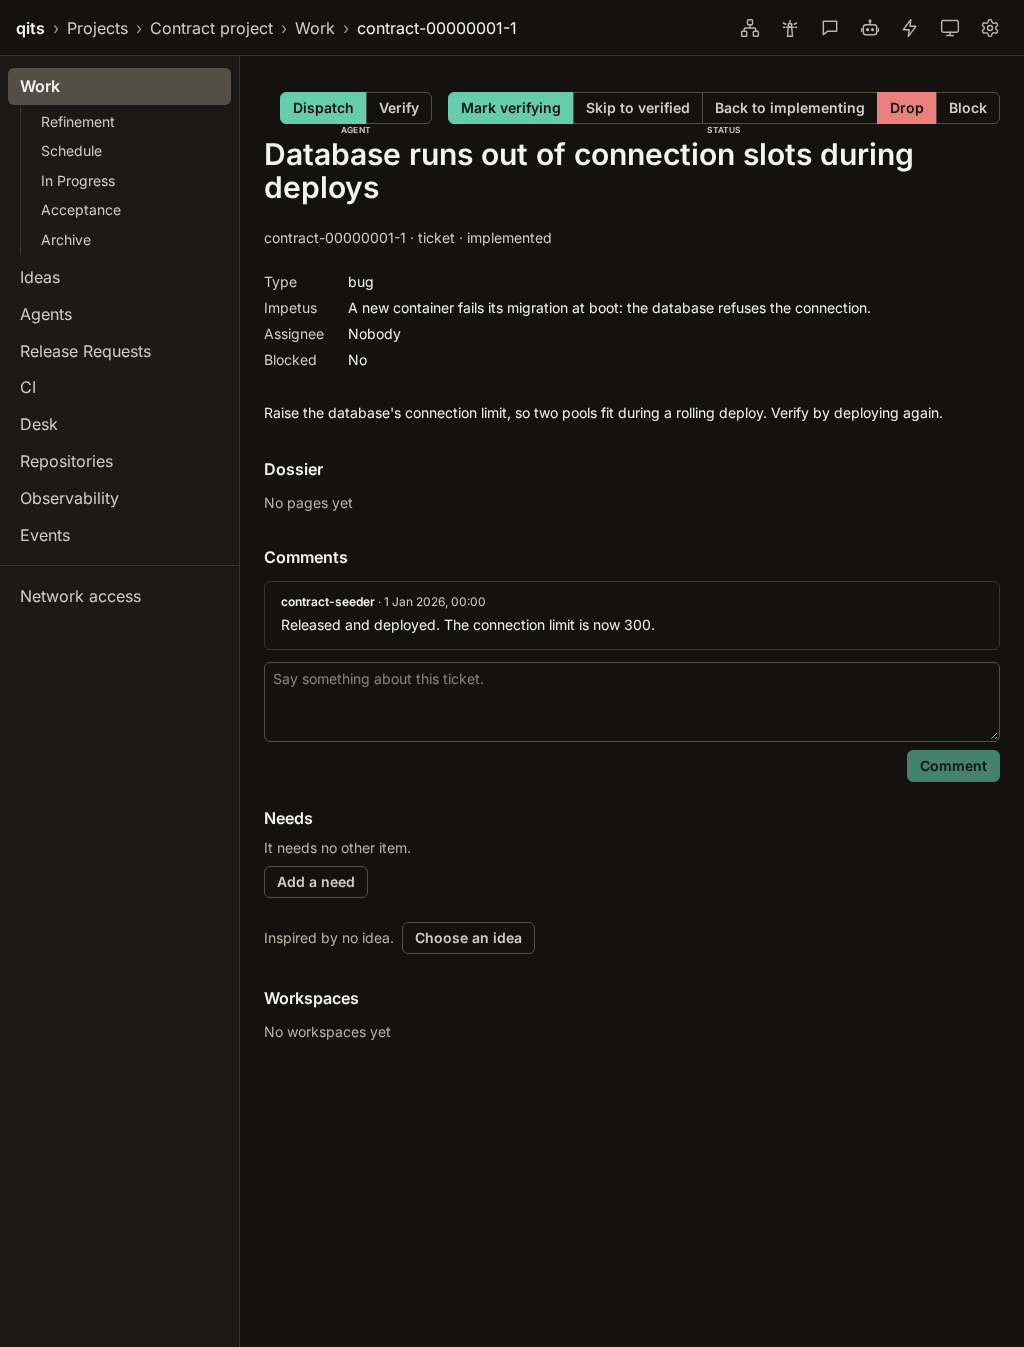 qits › Projects › Contract project › Work › contract-00000001-1
Work
Refinement
Schedule
In Progress
Acceptance
Archive
Ideas
Agents
Release Requests
CI
Desk
Repositories
Observability
Events
Network access
Dispatch Verify Mark verifying Skip to verified Back to implementing Drop Block
AGENT STATUS
Database runs out of connection slots during
deploys
contract-00000001-1 · ticket · implemented
Type bug
Impetus A new container fails its migration at boot: the database refuses the connection.
Assignee Nobody
Blocked No
Raise the database's connection limit, so two pools fit during a rolling deploy. Verify by deploying again.
Dossier
No pages yet
Comments
contract-seeder · 1 Jan 2026, 00:00
Released and deployed. The connection limit is now 300.
Say something about this ticket.
Comment
Needs
It needs no other item.
Add a need
Inspired by no idea. Choose an idea
Workspaces
No workspaces yet